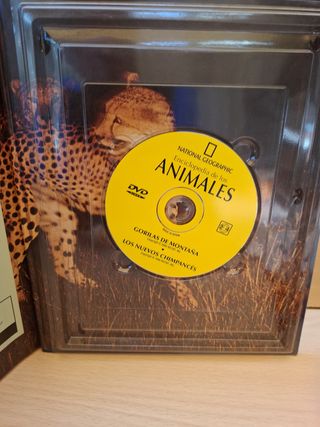 NATIONAL GEOGRAPHIC
Enciclopedia de los
ANIMALES
DVD
GORILAS DE MONTAÑA
LOS NUEVOS CHIMPANCÉS